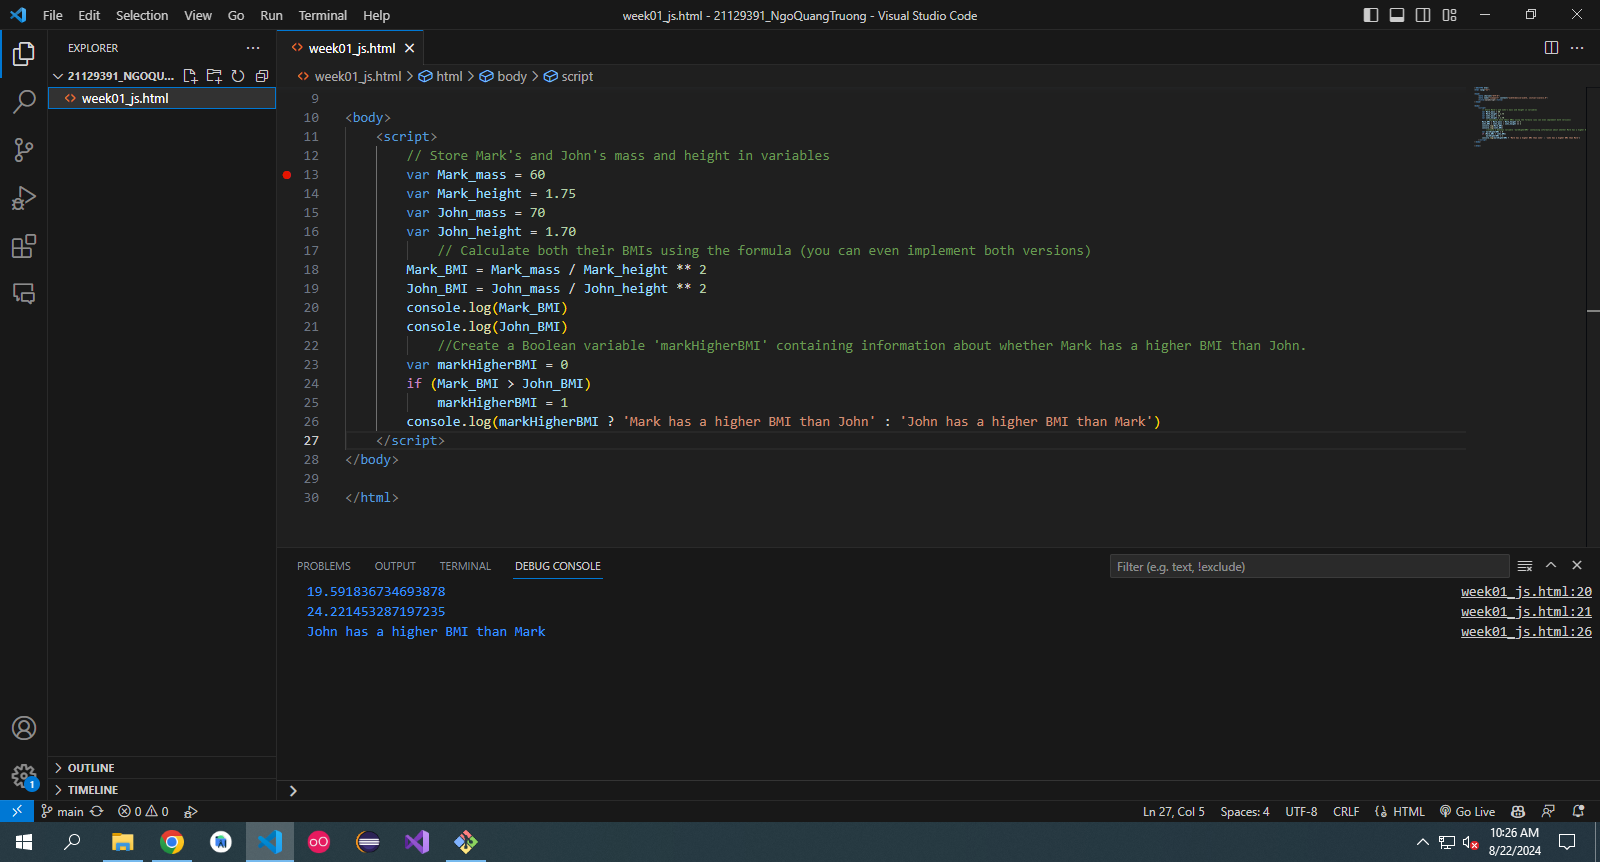 File Edit Selection View Go Run Terminal Help
week01_js.html - 21129391_NgoQuangTruong - Visual Studio Code
EXPLORER
21129391_NGOQU...
week01_js.html
OUTLINE
TIMELINE
week01_js.html
week01_js.html > html > body > script
9
10 <body>
11 <script>
12 // Store Mark's and John's mass and height in variables
13 var Mark_mass = 60
14 var Mark_height = 1.75
15 var John_mass = 70
16 var John_height = 1.70
17 // Calculate both their BMIs using the formula (you can even implement both versions)
18 Mark_BMI = Mark_mass / Mark_height ** 2
19 John_BMI = John_mass / John_height ** 2
20 console.log(Mark_BMI)
21 console.log(John_BMI)
22 //Create a Boolean variable 'markHigherBMI' containing information about whether Mark has a higher BMI than John.
23 var markHigherBMI = 0
24 if (Mark_BMI > John_BMI)
25 markHigherBMI = 1
26 console.log(markHigherBMI ? 'Mark has a higher BMI than John' : 'John has a higher BMI than Mark')
27 </script>
28 </body>
29
30 </html>
PROBLEMS OUTPUT TERMINAL DEBUG CONSOLE
Filter (e.g. text, !exclude)
19.591836734693878 week01_js.html:20
24.221453287197235 week01_js.html:21
John has a higher BMI than Mark week01_js.html:26
1
main 0 0
Ln 27, Col 5 Spaces: 4 UTF-8 CRLF HTML Go Live
10:26 AM
8/22/2024